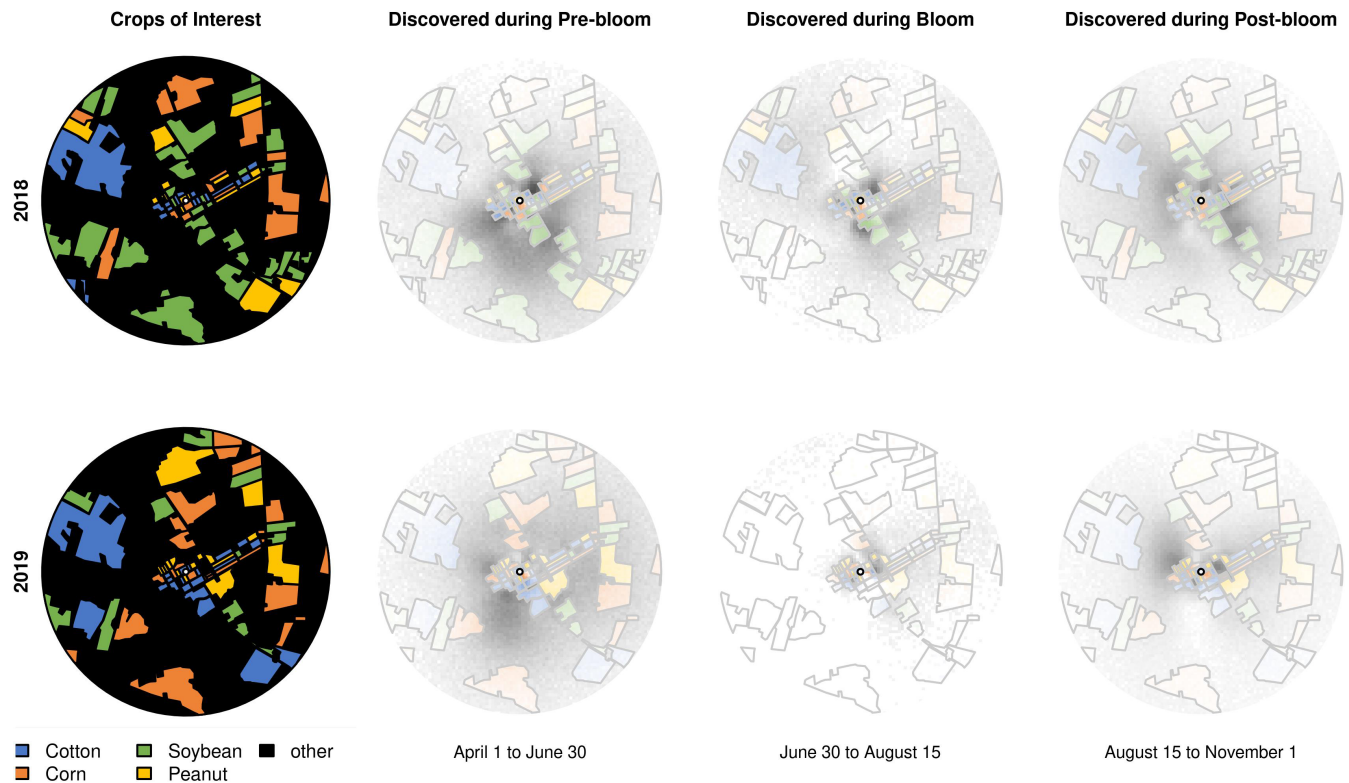 Crops of Interest
Discovered during Pre-bloom
Discovered during Bloom
Discovered during Post-bloom
2018
2019
Cotton
Soybean
other
Corn
Peanut
April 1 to June 30
June 30 to August 15
August 15 to November 1